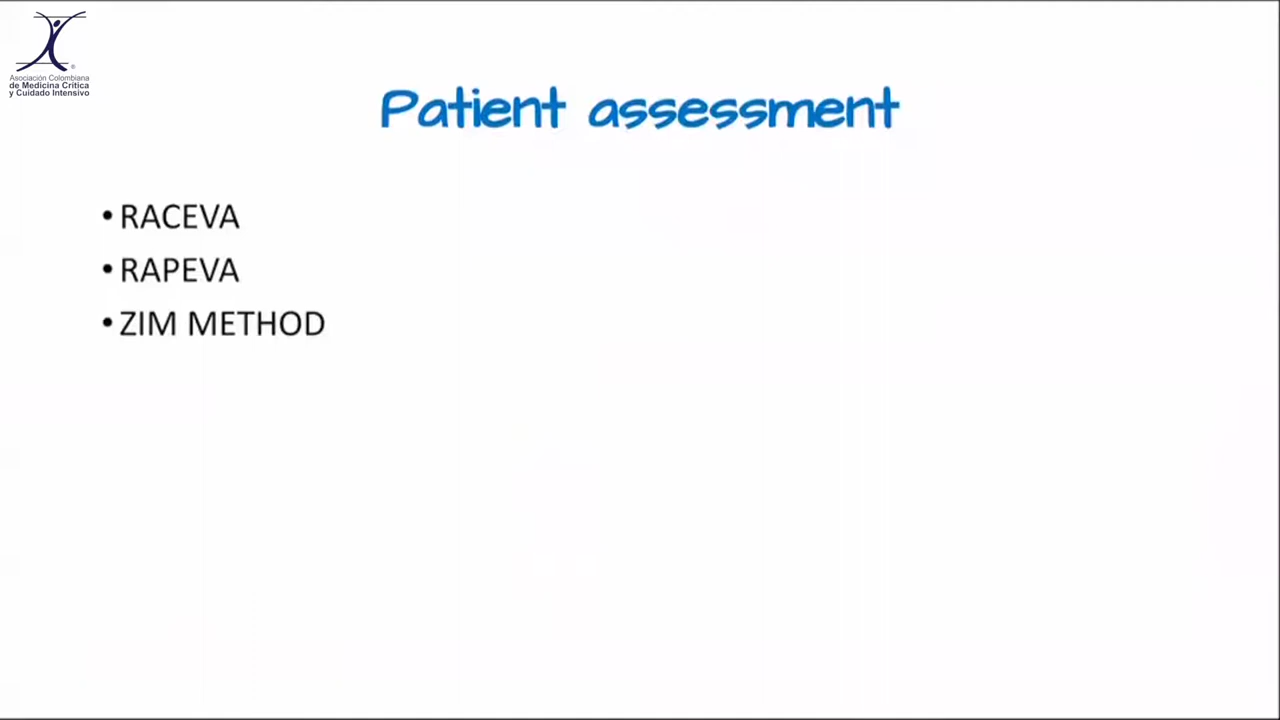 Asociación Colombiana
de Medicina Crítica
y Cuidado Intensivo
Patient assessment
• RACEVA
• RAPEVA
• ZIM METHOD